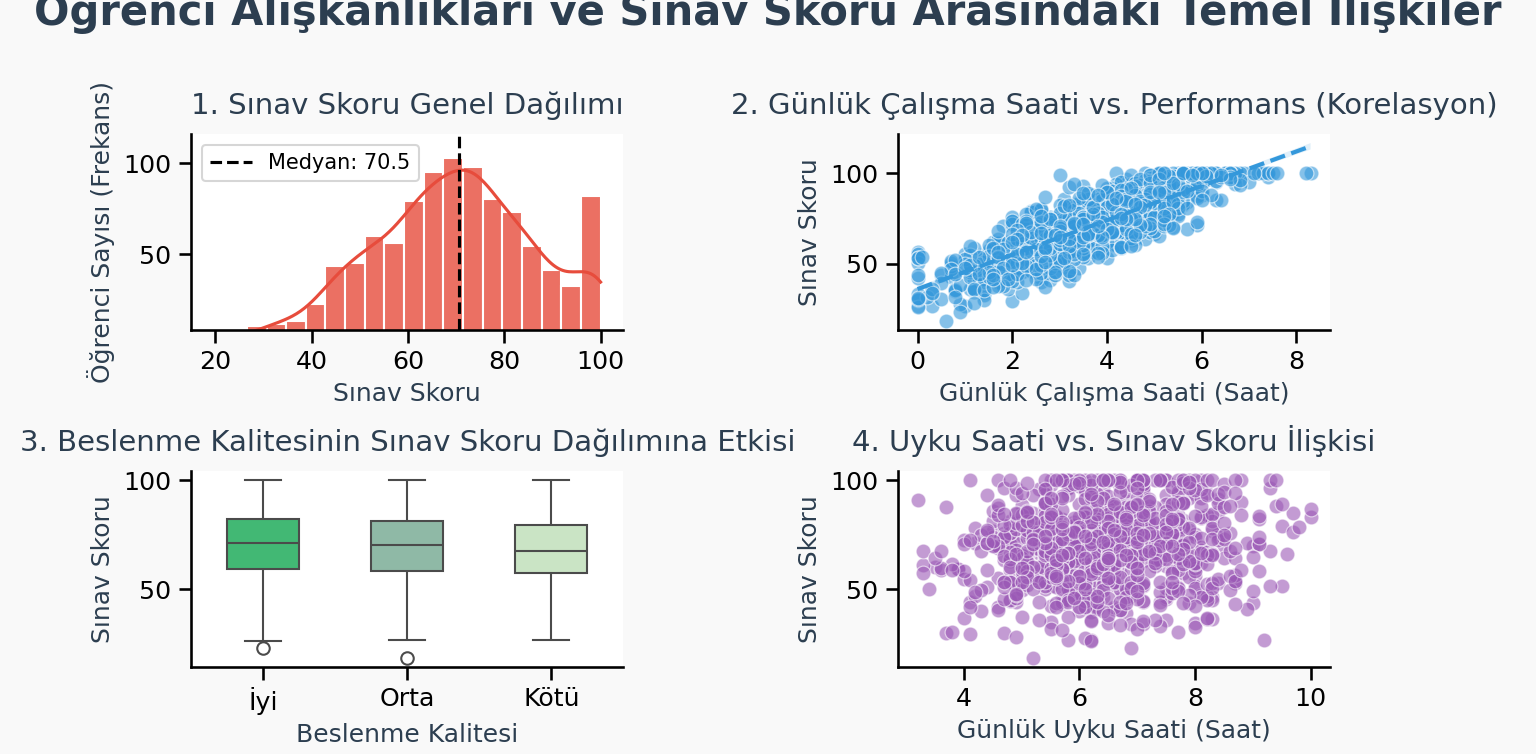 Öğrenci Alışkanlıkları ve Sınav Skoru Arasındaki Temel İlişkiler
1. Sınav Skoru Genel Dağılımı
Öğrenci Sayısı (Frekans)
100
50
Medyan: 70.5
20 40 60 80 100
Sınav Skoru
2. Günlük Çalışma Saati vs. Performans (Korelasyon)
Sınav Skoru
100
50
0 2 4 6 8
Günlük Çalışma Saati (Saat)
3. Beslenme Kalitesinin Sınav Skoru Dağılımına Etkisi
Sınav Skoru
100
50
İyi Orta Kötü
Beslenme Kalitesi
4. Uyku Saati vs. Sınav Skoru İlişkisi
Sınav Skoru
100
50
4 6 8 10
Günlük Uyku Saati (Saat)